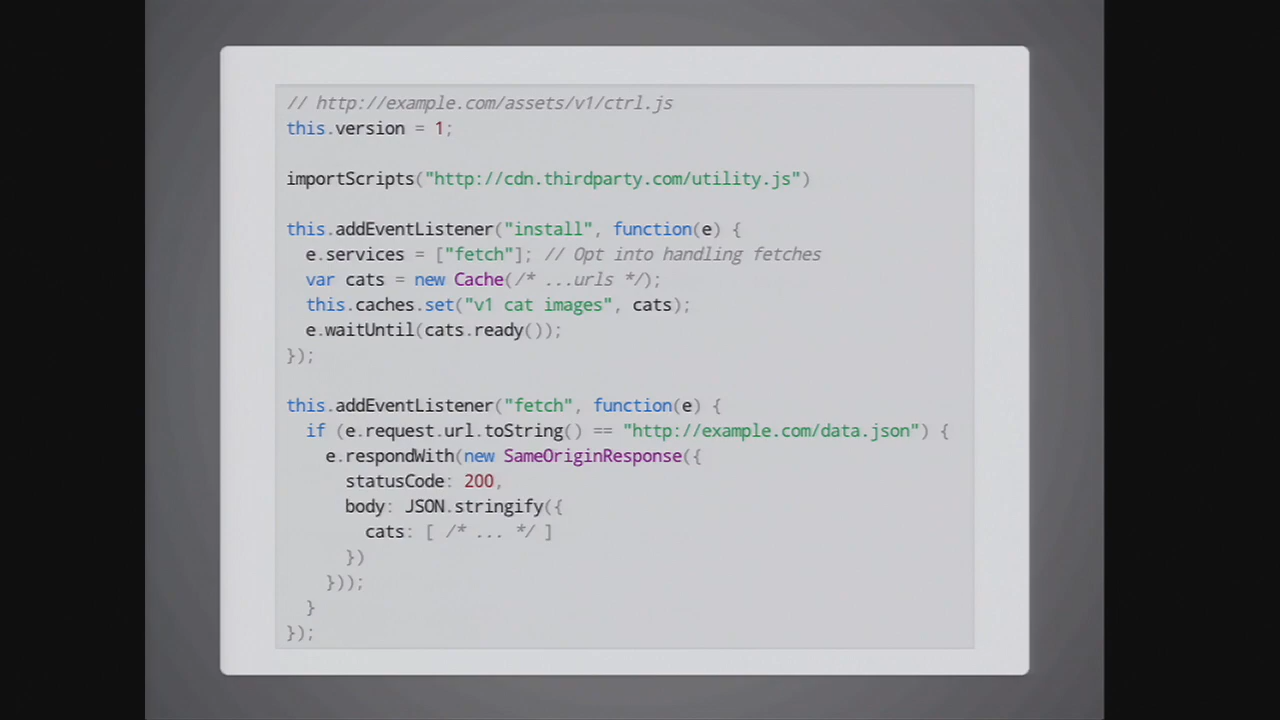 // http://example.com/assets/v1/ctrl.js
this.version = 1;
importScripts("http://cdn.thirdparty.com/utility.js")
this.addEventListener("install", function(e) {
e.services = ["fetch"]; // Opt into handling fetches
var cats = new Cache(/* ...urls */);
this.caches.set("v1 cat images", cats);
e.waitUntil(cats.ready());
});
this.addEventListener("fetch", function(e) {
if (e.request.url.toString() == "http://example.com/data.json") {
e.respondWith(new SameOriginResponse({
statusCode: 200,
body: JSON.stringify({
cats: [ /* ... */ ]
})
}));
}
});